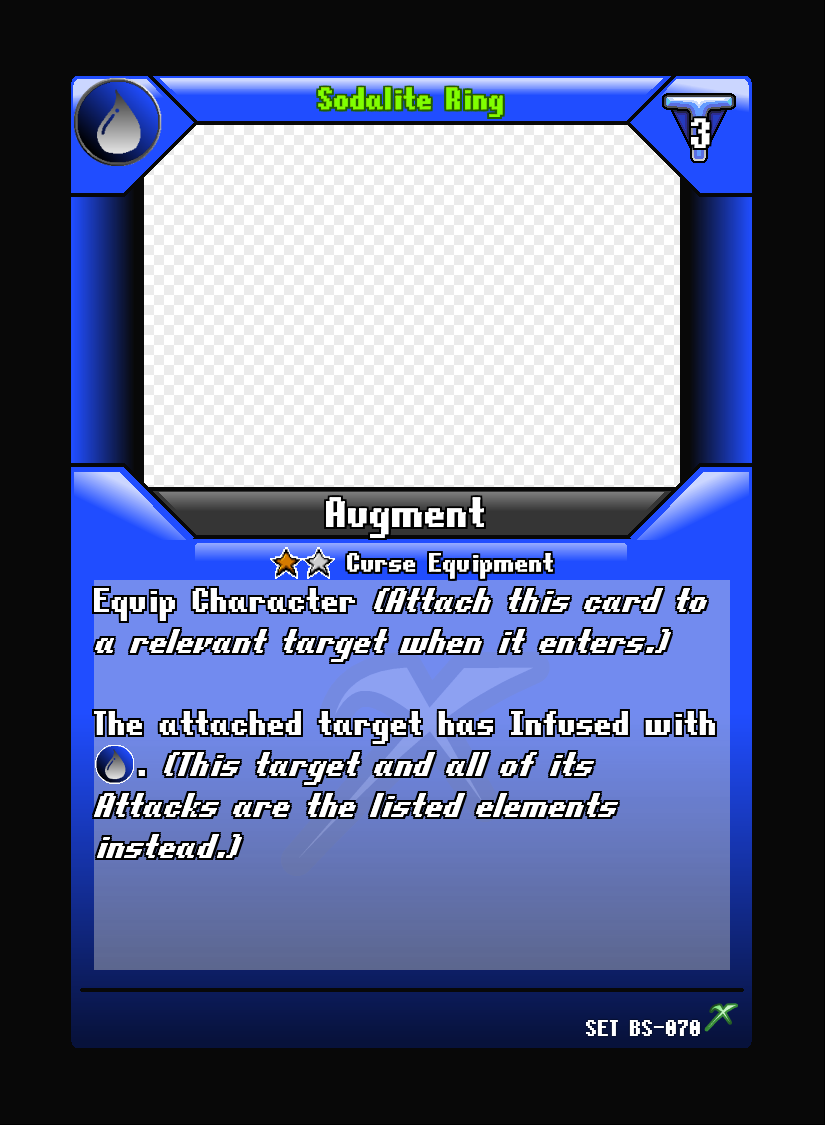 Sodalite Ring
3
Augment
Curse Equipment
Equip Character (Attach this card to
a relevant target when it enters.)
The attached target has Infused with
. (This target and all of its
Attacks are the listed elements
instead.)
SET BS-070